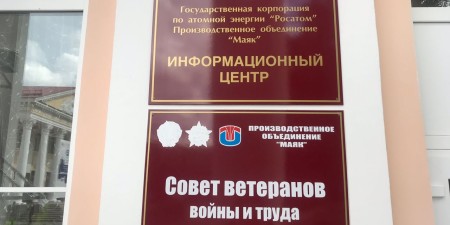 Государственная корпорация
по атомной энергии "Росатом"
Производственное объединение
"Маяк"
ИНФОРМАЦИОННЫЙ
ЦЕНТР
ПРОИЗВОДСТВЕННОЕ
ОБЪЕДИНЕНИЕ
"МАЯК"
Совет ветеранов
войны и труда